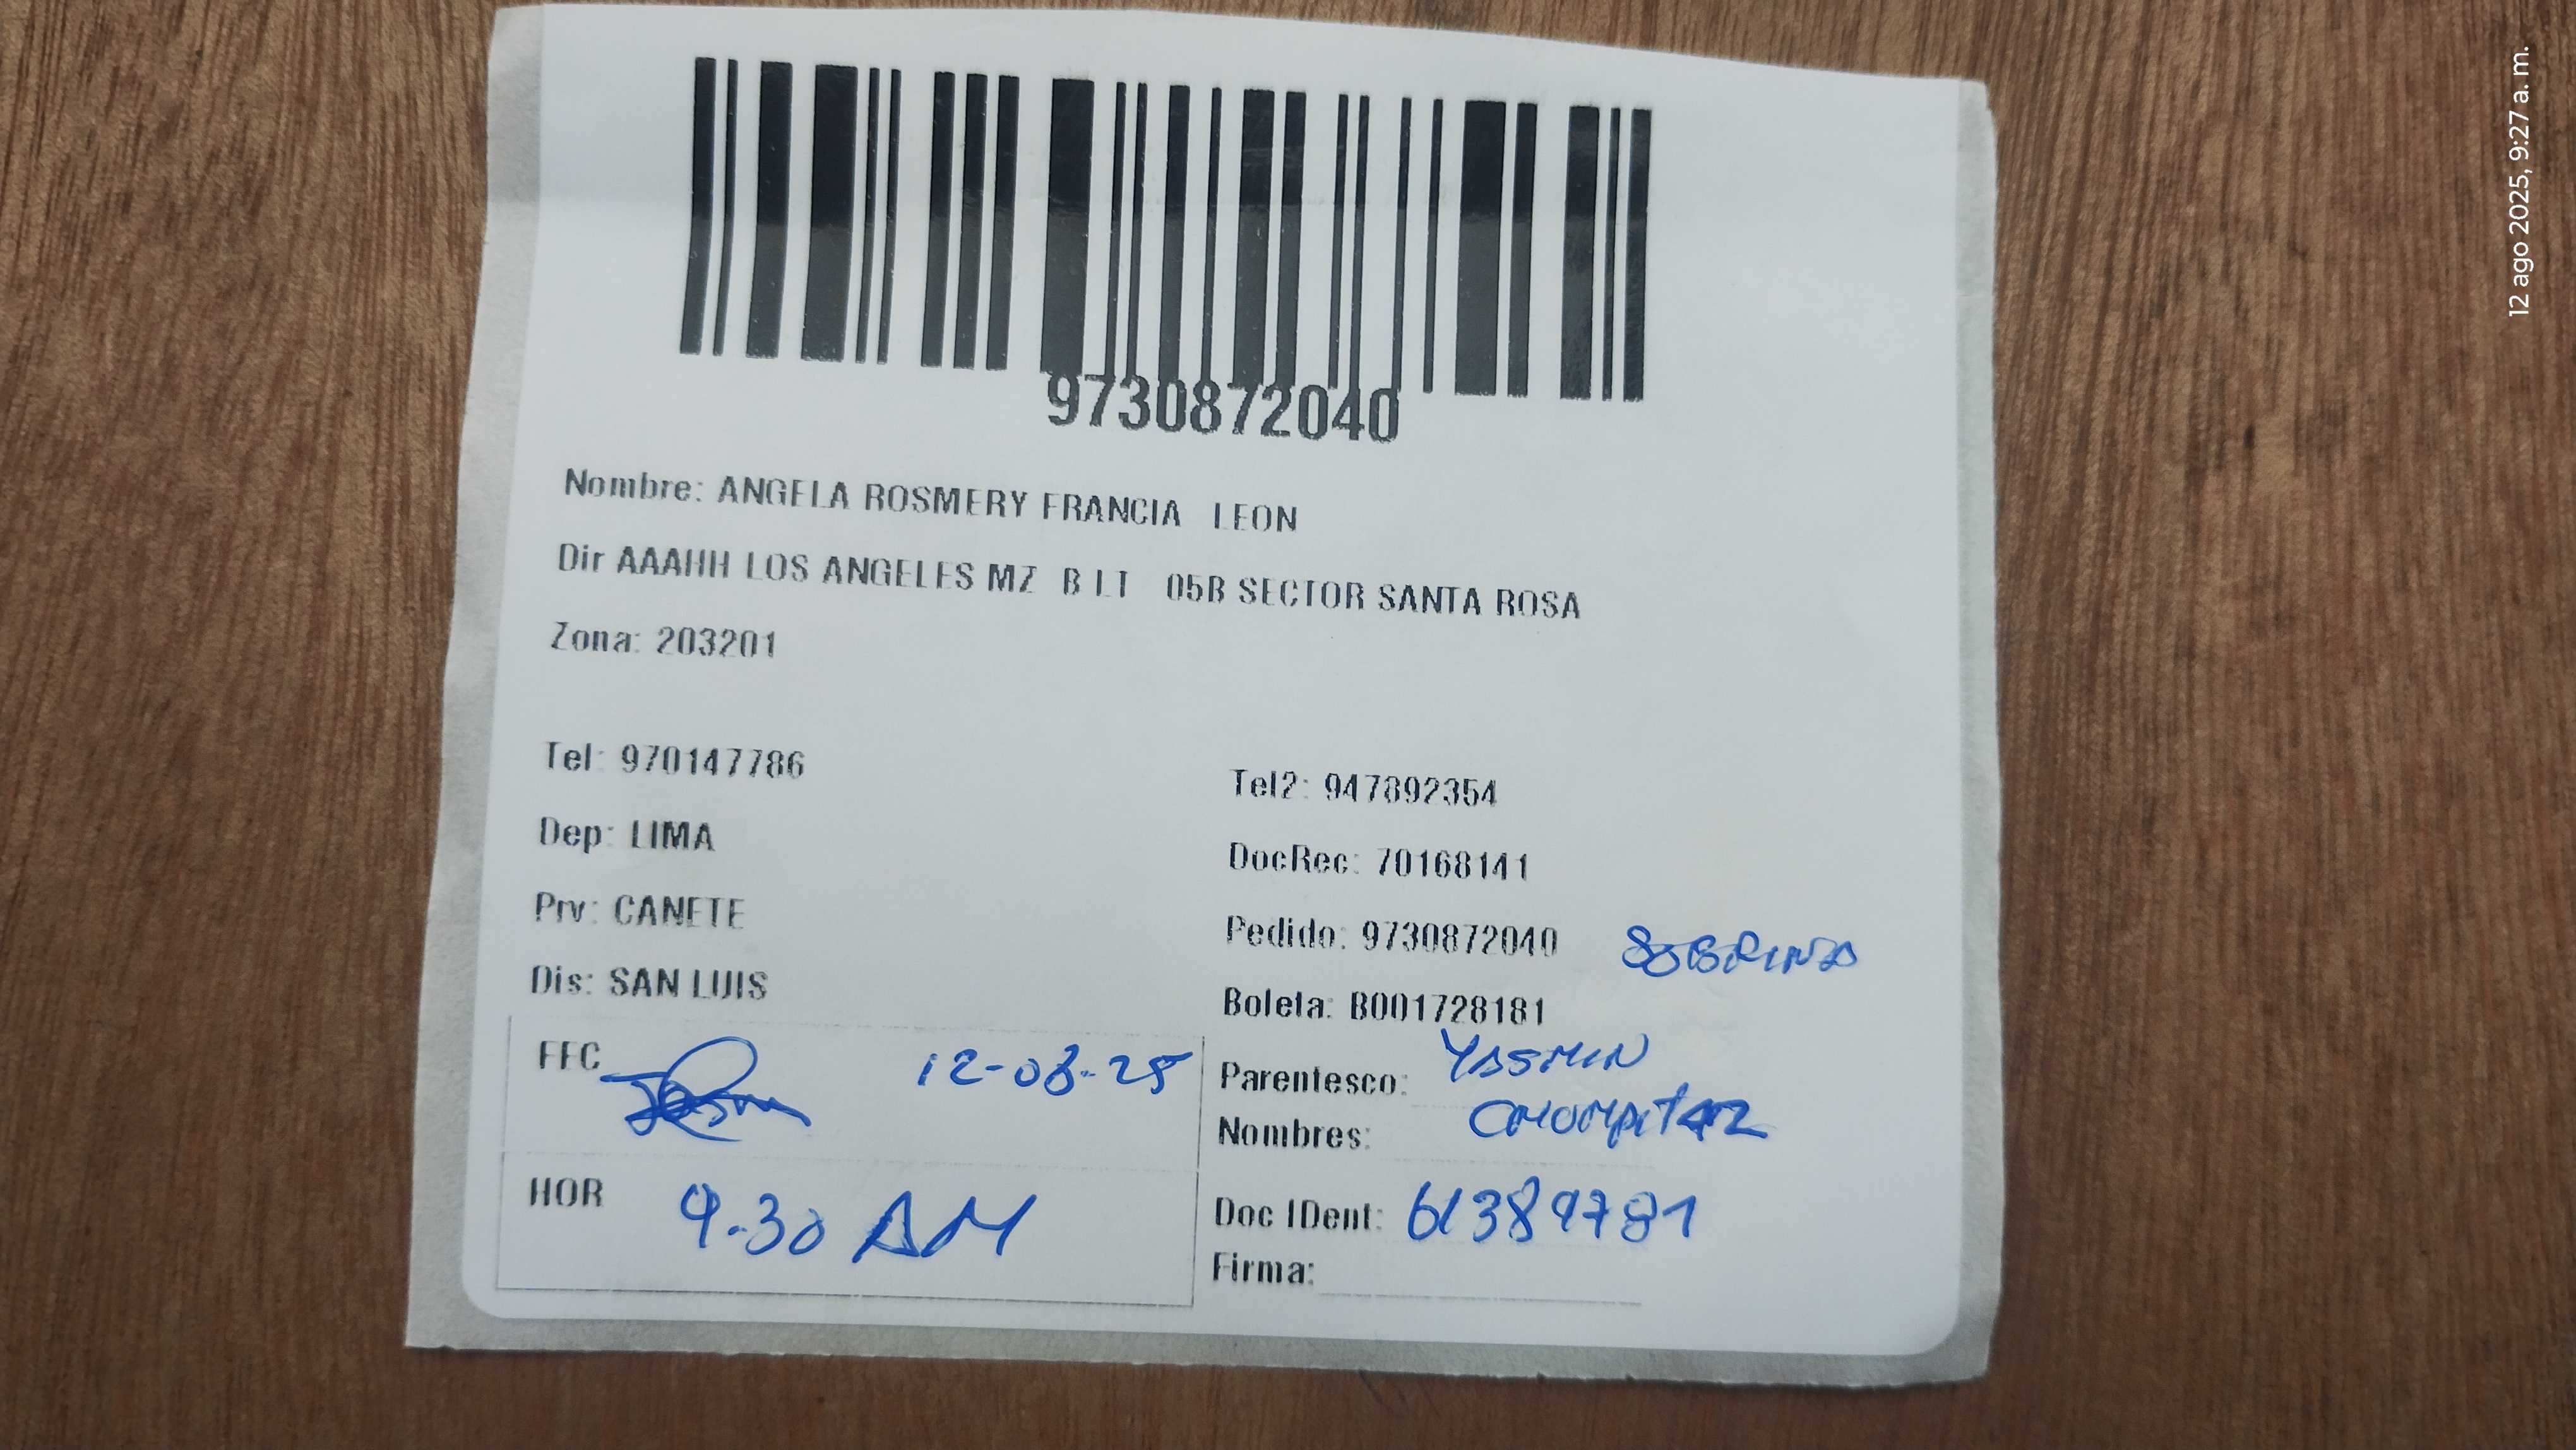 9730872040
Nombre: ANGELA ROSMERY FRANCIA LEON
Dir AAAHH LOS ANGELES MZ B LT 05B SECTOR SANTA ROSA
Zona: 203201
Tel: 970147786
Tel2: 947892354
Dep: LIMA
DocRec: 70168141
Prv: CANETE
Pedido: 9730872040 SOBRINA
Dis: SAN LUIS
Boleta: B001728181
FEC 12-08-25
Parentesco: YASMIN
Nombres: CHUMPITAZ
HOR 9.30 AM
Doc IDent: 61389781
Firma:
12 ago 2025, 9:27 a. m.